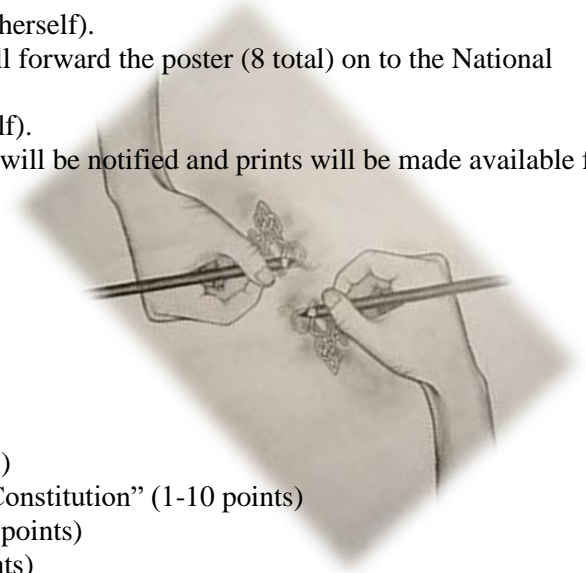 herself).
ll forward the poster (8 total) on to the National
lf).
will be notified and prints will be made available f
)
Constitution” (1-10 points)
points)
nts)